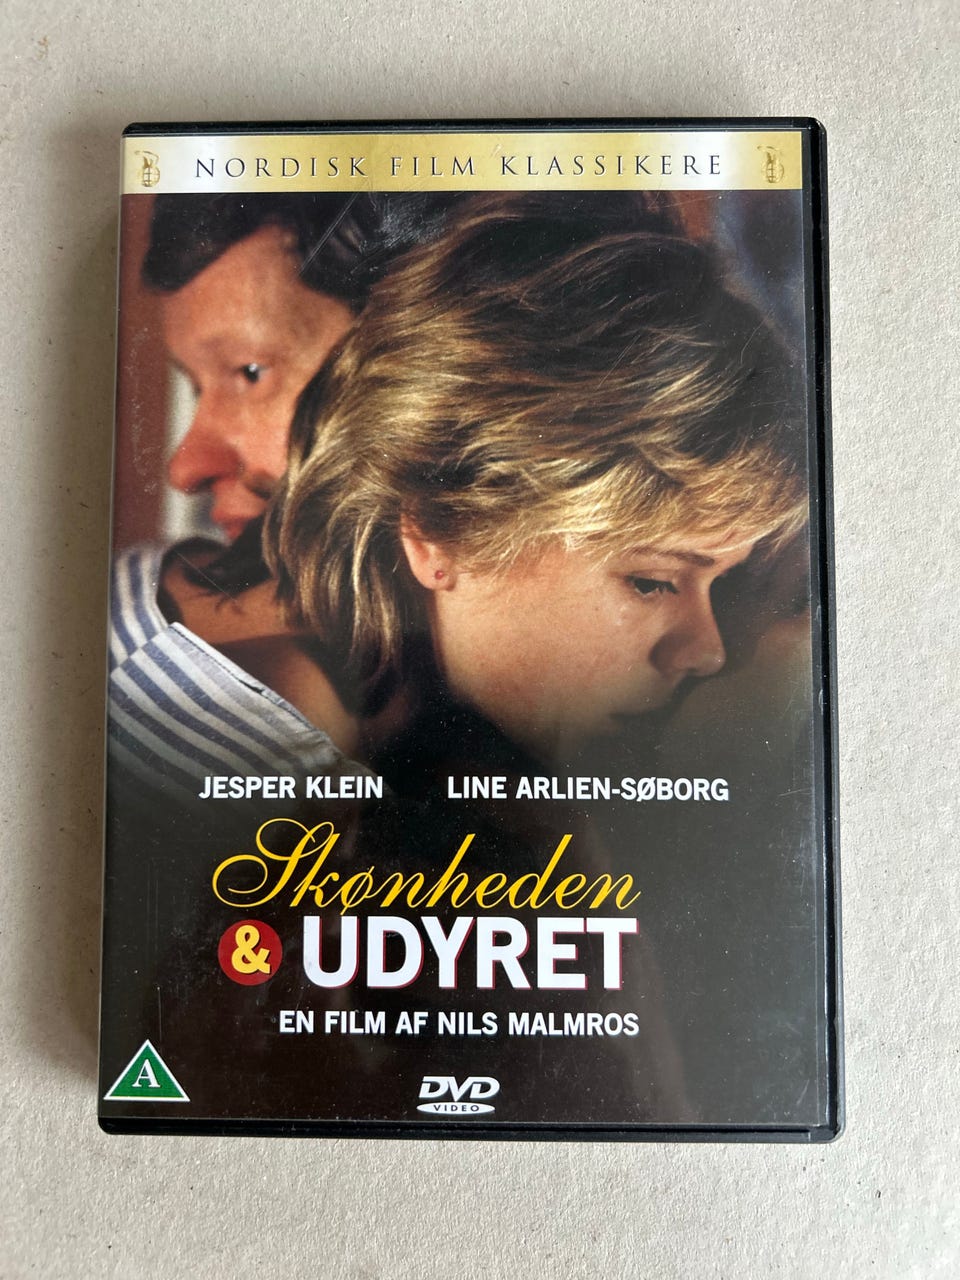 NORDISK FILM KLASSIKERE
JESPER KLEIN LINE ARLIEN-SØBORG
Skønheden
& UDYRET
EN FILM AF NILS MALMROS
A
DVD
VIDEO